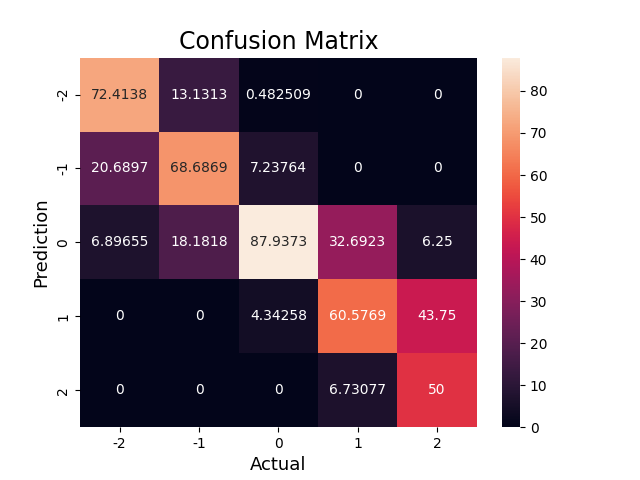 Confusion Matrix
-2 72.4138 13.1313 0.482509 0 0
-1 20.6897 68.6869 7.23764 0 0
0 6.89655 18.1818 87.9373 32.6923 6.25
1 0 0 4.34258 60.5769 43.75
2 0 0 0 6.73077 50
-2 -1 0 1 2
Actual
Prediction
80
70
60
50
40
30
20
10
0